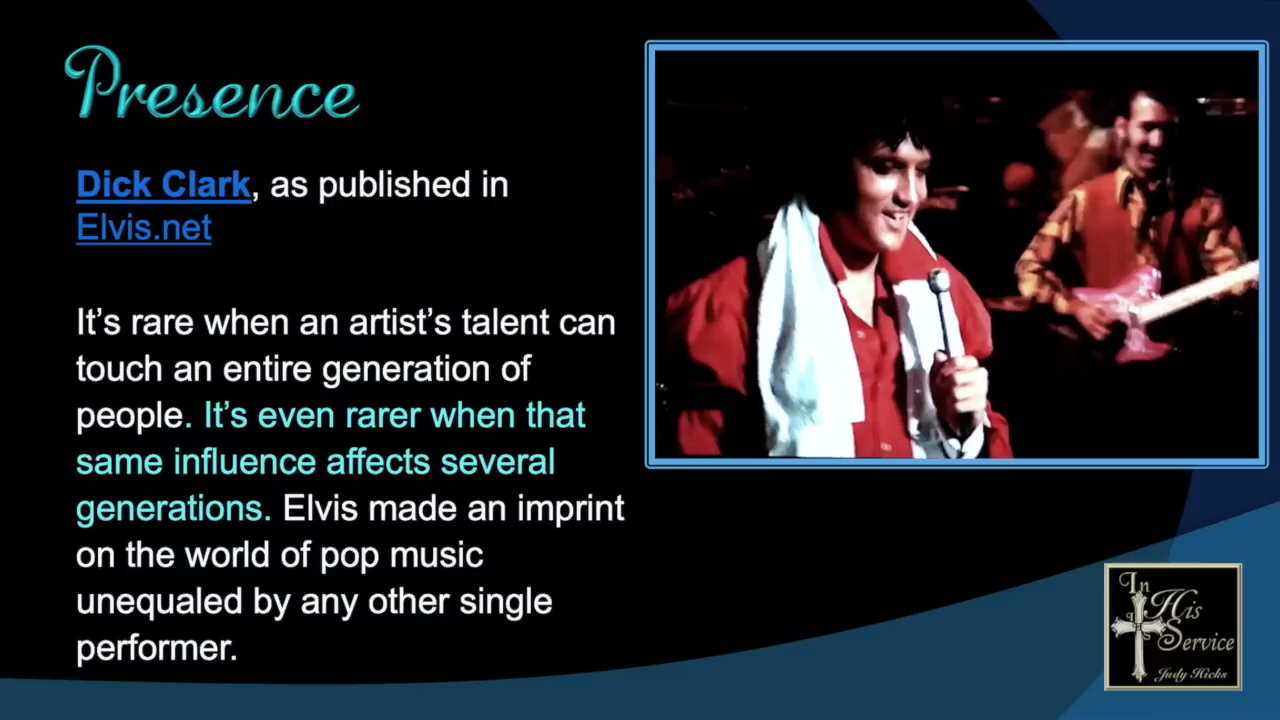 Presence
Dick Clark, as published in
Elvis.net
It’s rare when an artist’s talent can
touch an entire generation of
people. It’s even rarer when that
same influence affects several
generations. Elvis made an imprint
on the world of pop music
unequaled by any other single
performer.
In
His
Service
Judy Hicks